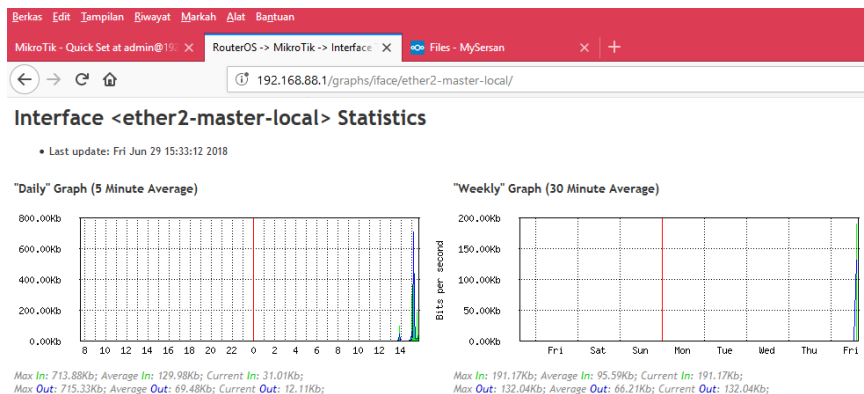 Berkas Edit Tampilan Riwayat Markah Alat Bantuan
MikroTik - Quick Set at admin@19 RouterOS -> MikroTik -> Interface Files - MySersan
192.168.88.1/graphs/iface/ether2-master-local/
Interface <ether2-master-local> Statistics
• Last update: Fri Jun 29 15:33:12 2018
"Daily" Graph (5 Minute Average)
800.00Kb
600.00Kb
400.00Kb
200.00Kb
0.00Kb
8 10 12 14 16 18 20 22 0 2 4 6 8 10 12 14
Max In: 713.88Kb; Average In: 129.98Kb; Current In: 31.01Kb;
Max Out: 715.33Kb; Average Out: 69.48Kb; Current Out: 12.11Kb;
"Weekly" Graph (30 Minute Average)
Bits per second
200.00Kb
150.00Kb
100.00Kb
50.00Kb
0.00Kb
Fri Sat Sun Mon Tue Wed Thu Fri
Max In: 191.17Kb; Average In: 95.59Kb; Current In: 191.17Kb;
Max Out: 132.04Kb; Average Out: 66.21Kb; Current Out: 132.04Kb;